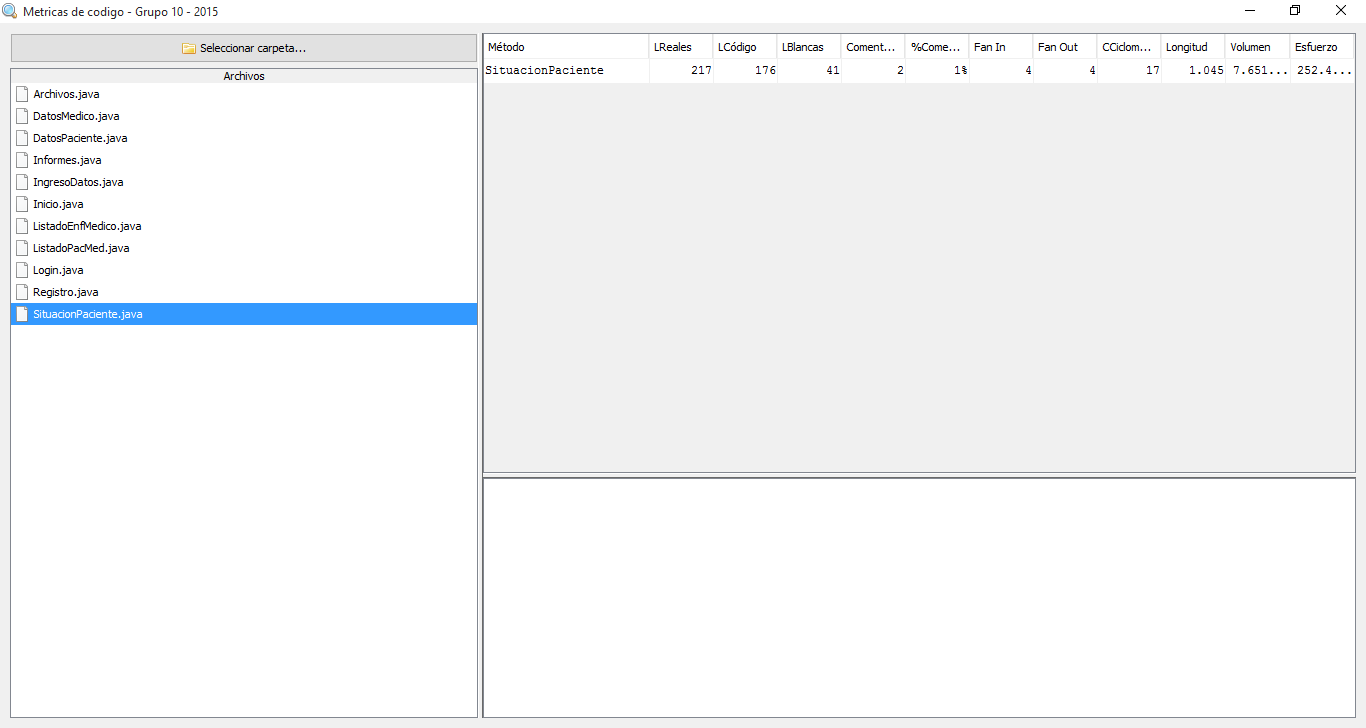 Metricas de codigo - Grupo 10 - 2015
Seleccionar carpeta...
Archivos
Archivos.java
DatosMedico.java
DatosPaciente.java
Informes.java
IngresoDatos.java
Inicio.java
ListadoEnfMedico.java
ListadoPacMed.java
Login.java
Registro.java
SituacionPaciente.java
Método LReales LCódigo LBlancas Coment... %Come... Fan In Fan Out CCiclom... Longitud Volumen Esfuerzo
SituacionPaciente 217 176 41 2 1% 4 4 17 1.045 7.651... 252.4...